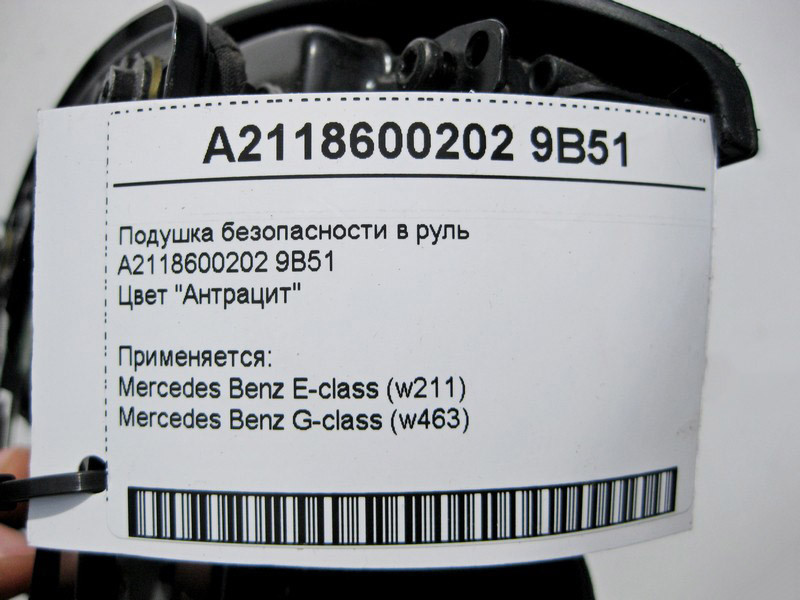 A2118600202 9B51
Подушка безопасности в руль
A2118600202 9B51
Цвет "Антрацит"
Применяется:
Mercedes Benz E-class (w211)
Mercedes Benz G-class (w463)